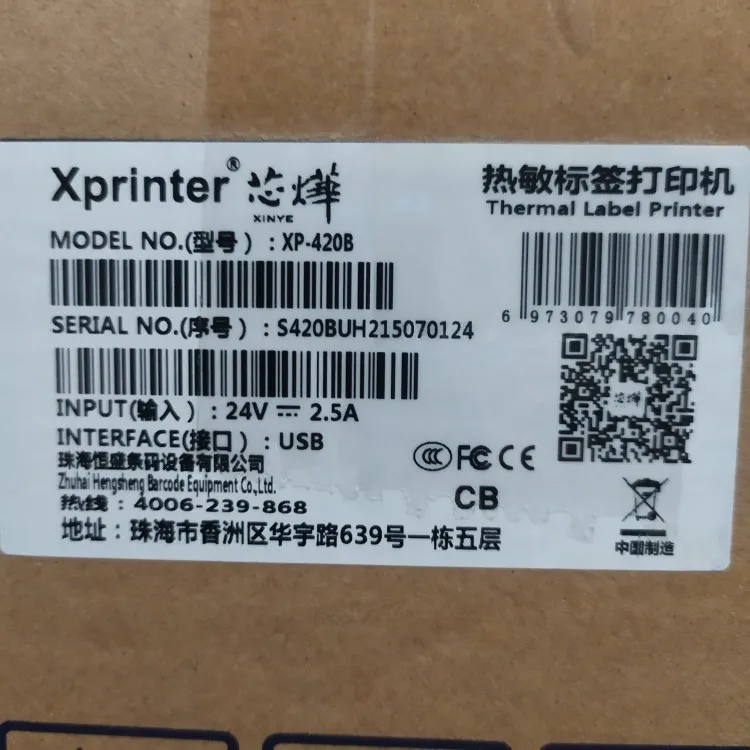 Xprinter® 芯烨
XINYE
热敏标签打印机
Thermal Label Printer
MODEL NO.(型号）：XP-420B
6 973079 780040
SERIAL NO.(序号）：S420BUH215070124
INPUT(输入）：24V ⎓ 2.5A
INTERFACE(接口）：USB
珠海恒盛条码设备有限公司
Zhuhai Hengsheng Barcode Equipment Co.,Ltd.
热线：4006-239-868
地址：珠海市香洲区华宇路639号一栋五层
CCC FC CE
CB
芯烨
中国制造